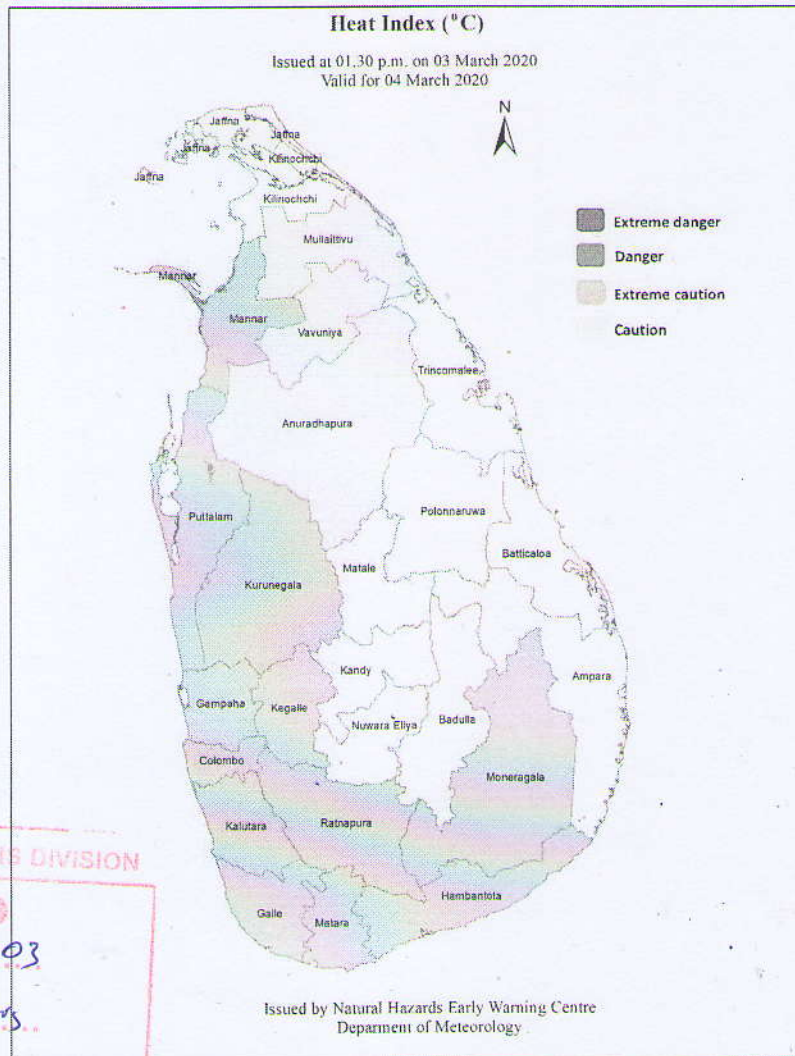 Heat Index (°C)
Issued at 01.30 p.m. on 03 March 2020
Valid for 04 March 2020
N
Jaffna
Jaffna
Jaffna
Kilinochchi
Jaffna
Kilinochchi
Mullaittivu
Extreme danger
Danger
Mannar
Extreme caution
Mannar
Vavuniya
Caution
Trincomalee
Anuradhapura
Polonnaruwa
Puttalam
Batticaloa
Matale
Kurunegala
Kandy
Ampara
Gampaha
Kegalle
Nuwara Eliya
Badulla
Colombo
Moneragala
Kalutara
Ratnapura
DIVISION
Hambantota
Galle
Matara
03
Issued by Natural Hazards Early Warning Centre
Deparment of Meteorology